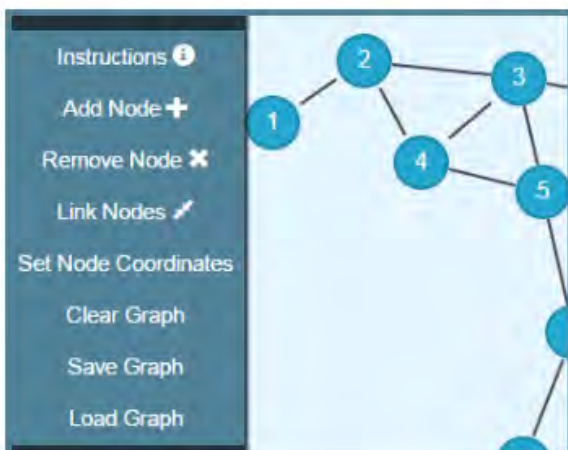 Instructions
Add Node
Remove Node
Link Nodes
Set Node Coordinates
Clear Graph
Save Graph
Load Graph
1
2
3
4
5